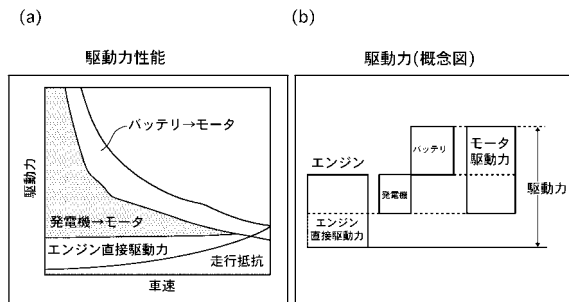 (a)
駆動力性能
駆動力
バッテリ→モータ
発電機→モータ
エンジン直接駆動力
走行抵抗
車速
(b)
駆動力(概念図)
エンジン
エンジン
直接駆動力
発電機
バッテリ
モータ
駆動力
駆動力